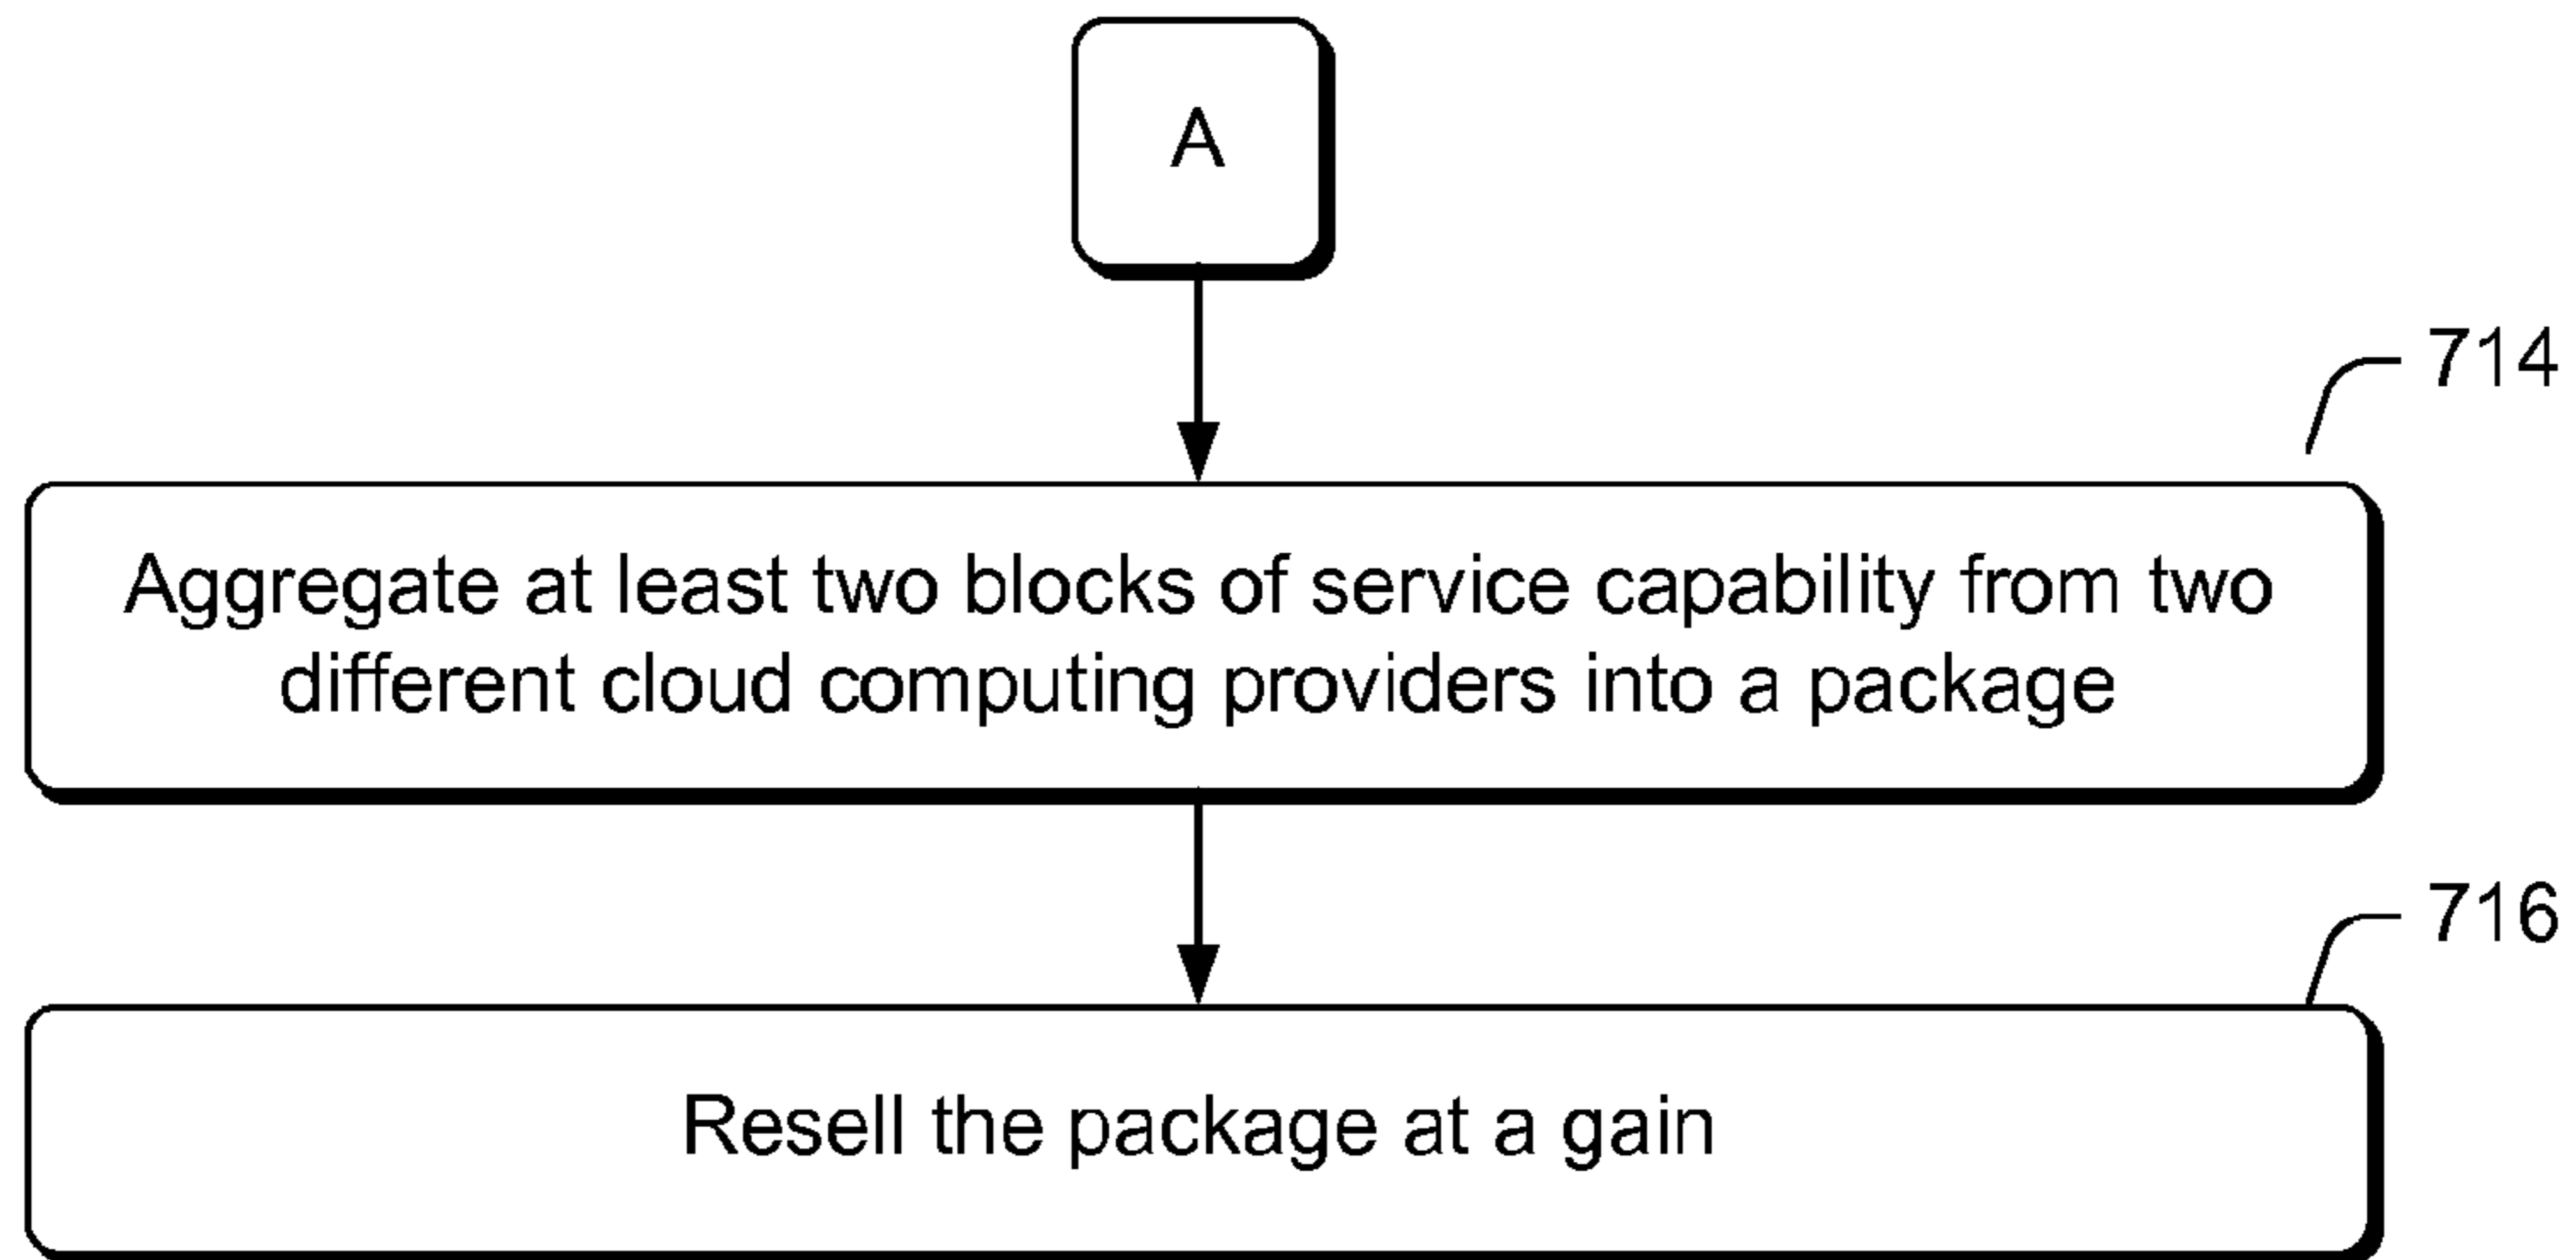 A
714
Aggregate at least two blocks of service capability from two
different cloud computing providers into a package
716
Resell the package at a gain